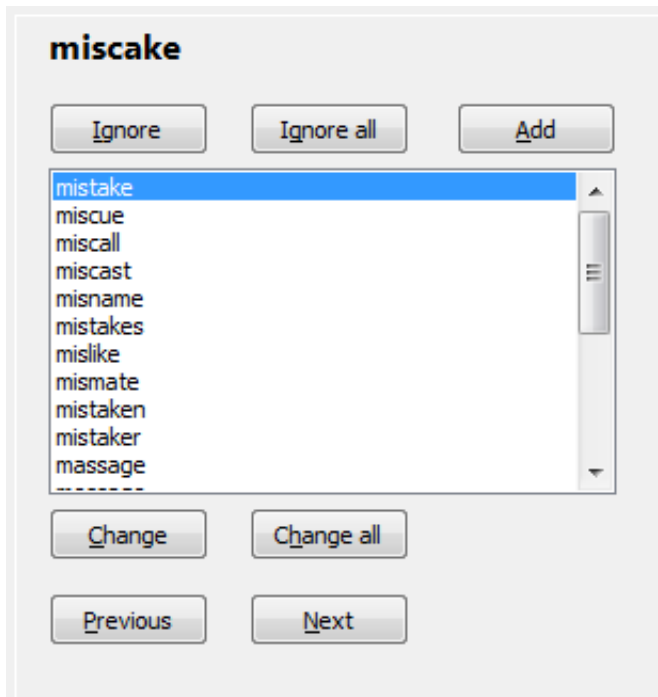 miscake
Ignore Ignore all Add
mistake
miscue
miscall
miscast
misname
mistakes
mislike
mismate
mistaken
mistaker
massage
Change Change all
Previous Next